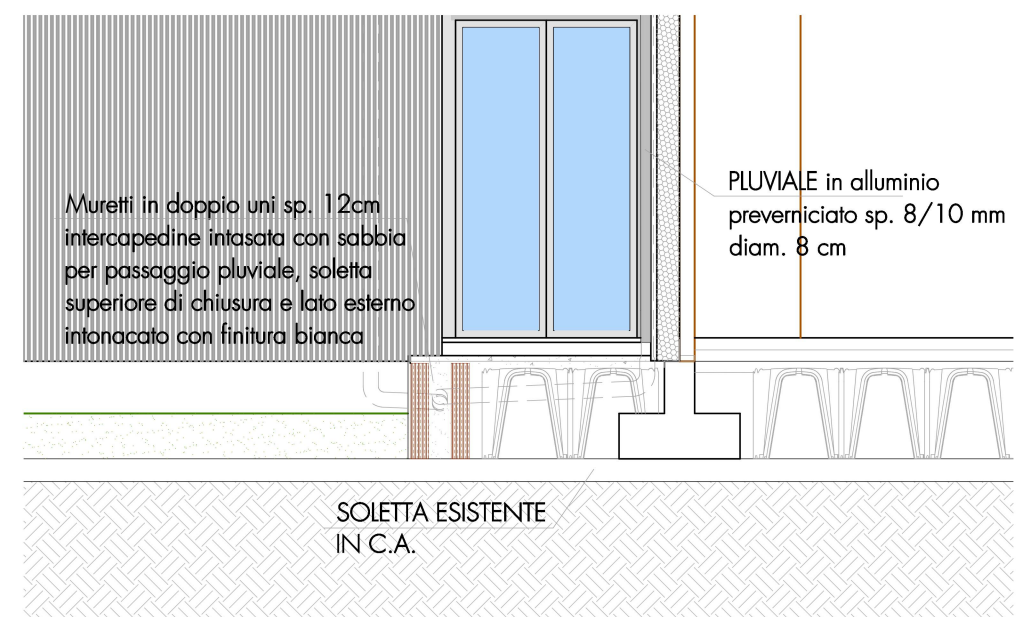 Muretti in doppio uni sp. 12cm
intercapedine intasata con sabbia
per passaggio pluviale, soletta
superiore di chiusura e lato esterno
intonacato con finitura bianca
PLUVIALE in alluminio
preverniciato sp. 8/10 mm
diam. 8 cm
SOLETTA ESISTENTE
IN C.A.